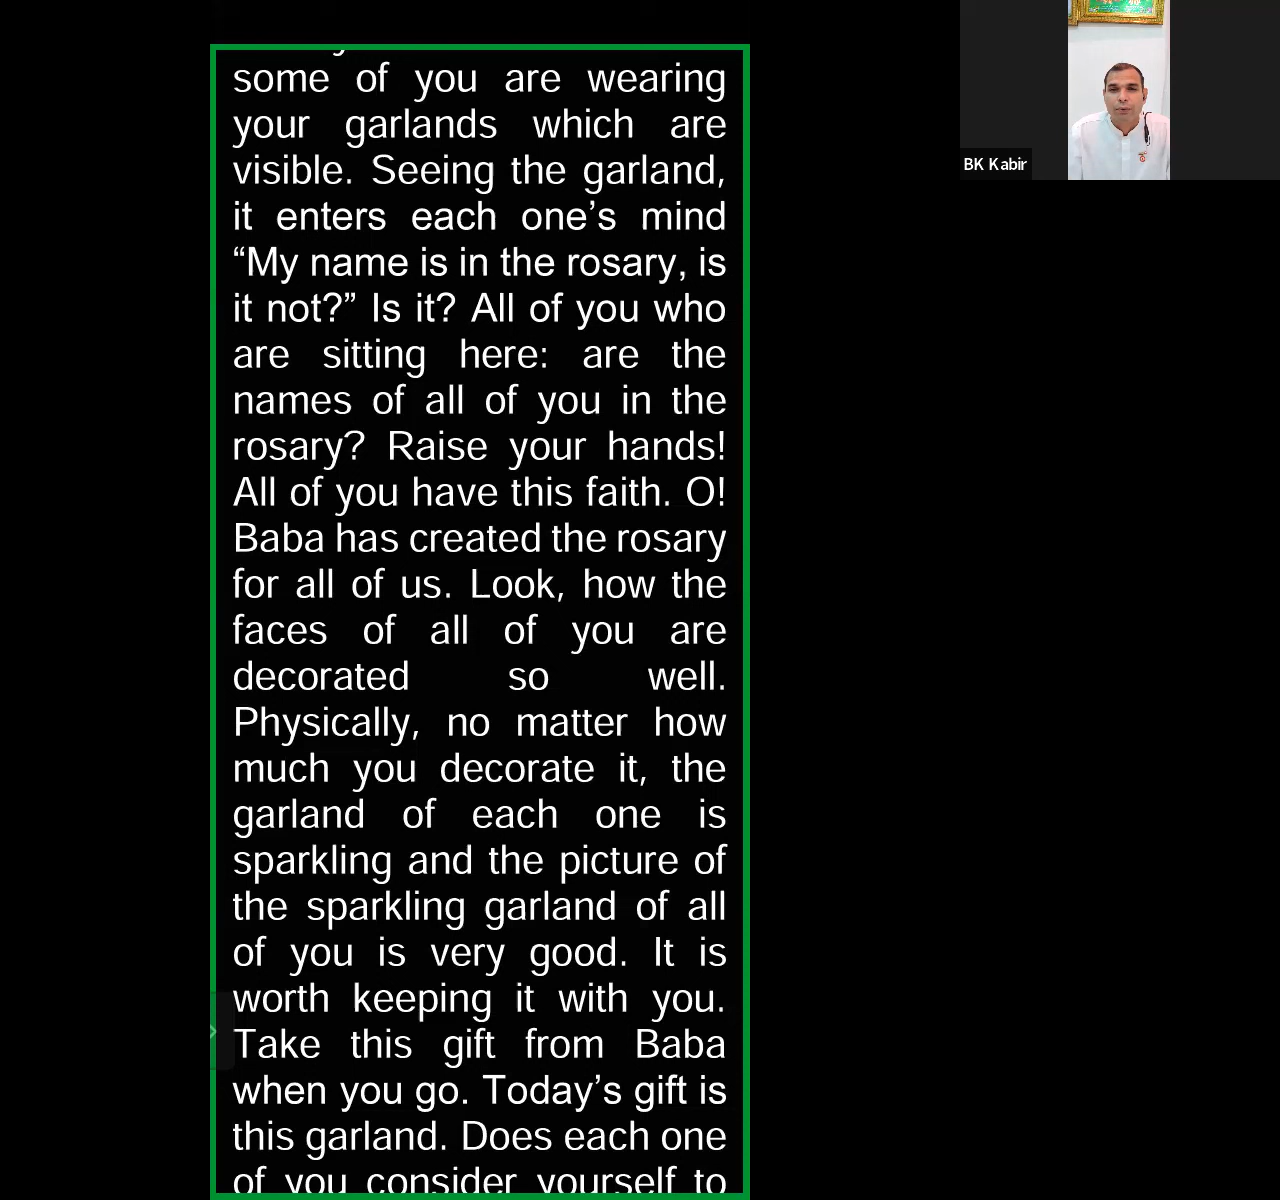 some of you are wearing
your garlands which are
visible. Seeing the garland,
it enters each one’s mind
“My name is in the rosary, is
it not?” Is it? All of you who
are sitting here: are the
names of all of you in the
rosary? Raise your hands!
All of you have this faith. O!
Baba has created the rosary
for all of us. Look, how the
faces of all of you are
decorated so well.
Physically, no matter how
much you decorate it, the
garland of each one is
sparkling and the picture of
the sparkling garland of all
of you is very good. It is
worth keeping it with you.
Take this gift from Baba
when you go. Today’s gift is
this garland. Does each one
of you consider yourself to
BK Kabir